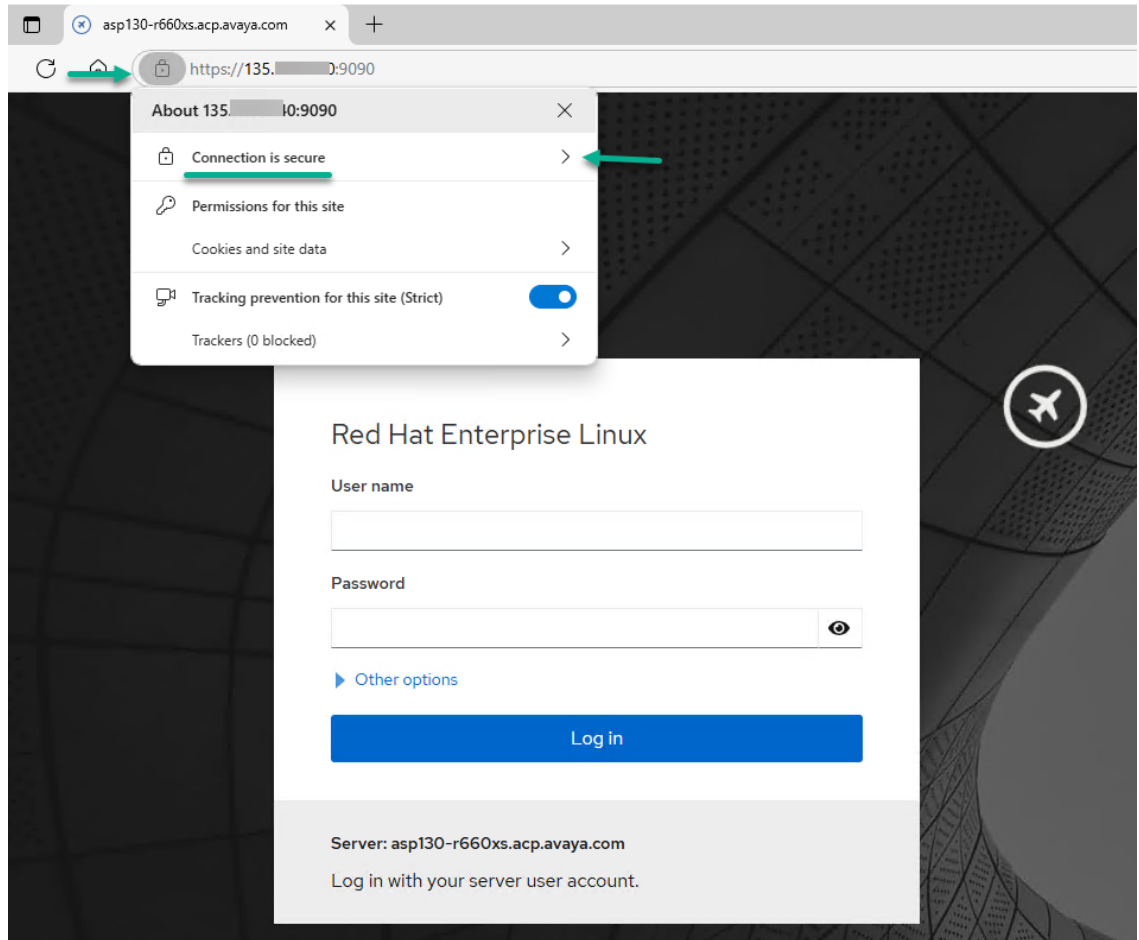 asp130-r660xs.acp.avaya.com
https://135. :9090
About 135. 40:9090
Connection is secure
Permissions for this site
Cookies and site data
Tracking prevention for this site (Strict)
Trackers (0 blocked)
Red Hat Enterprise Linux
User name
Password
Other options
Log in
Server: asp130-r660xs.acp.avaya.com
Log in with your server user account.